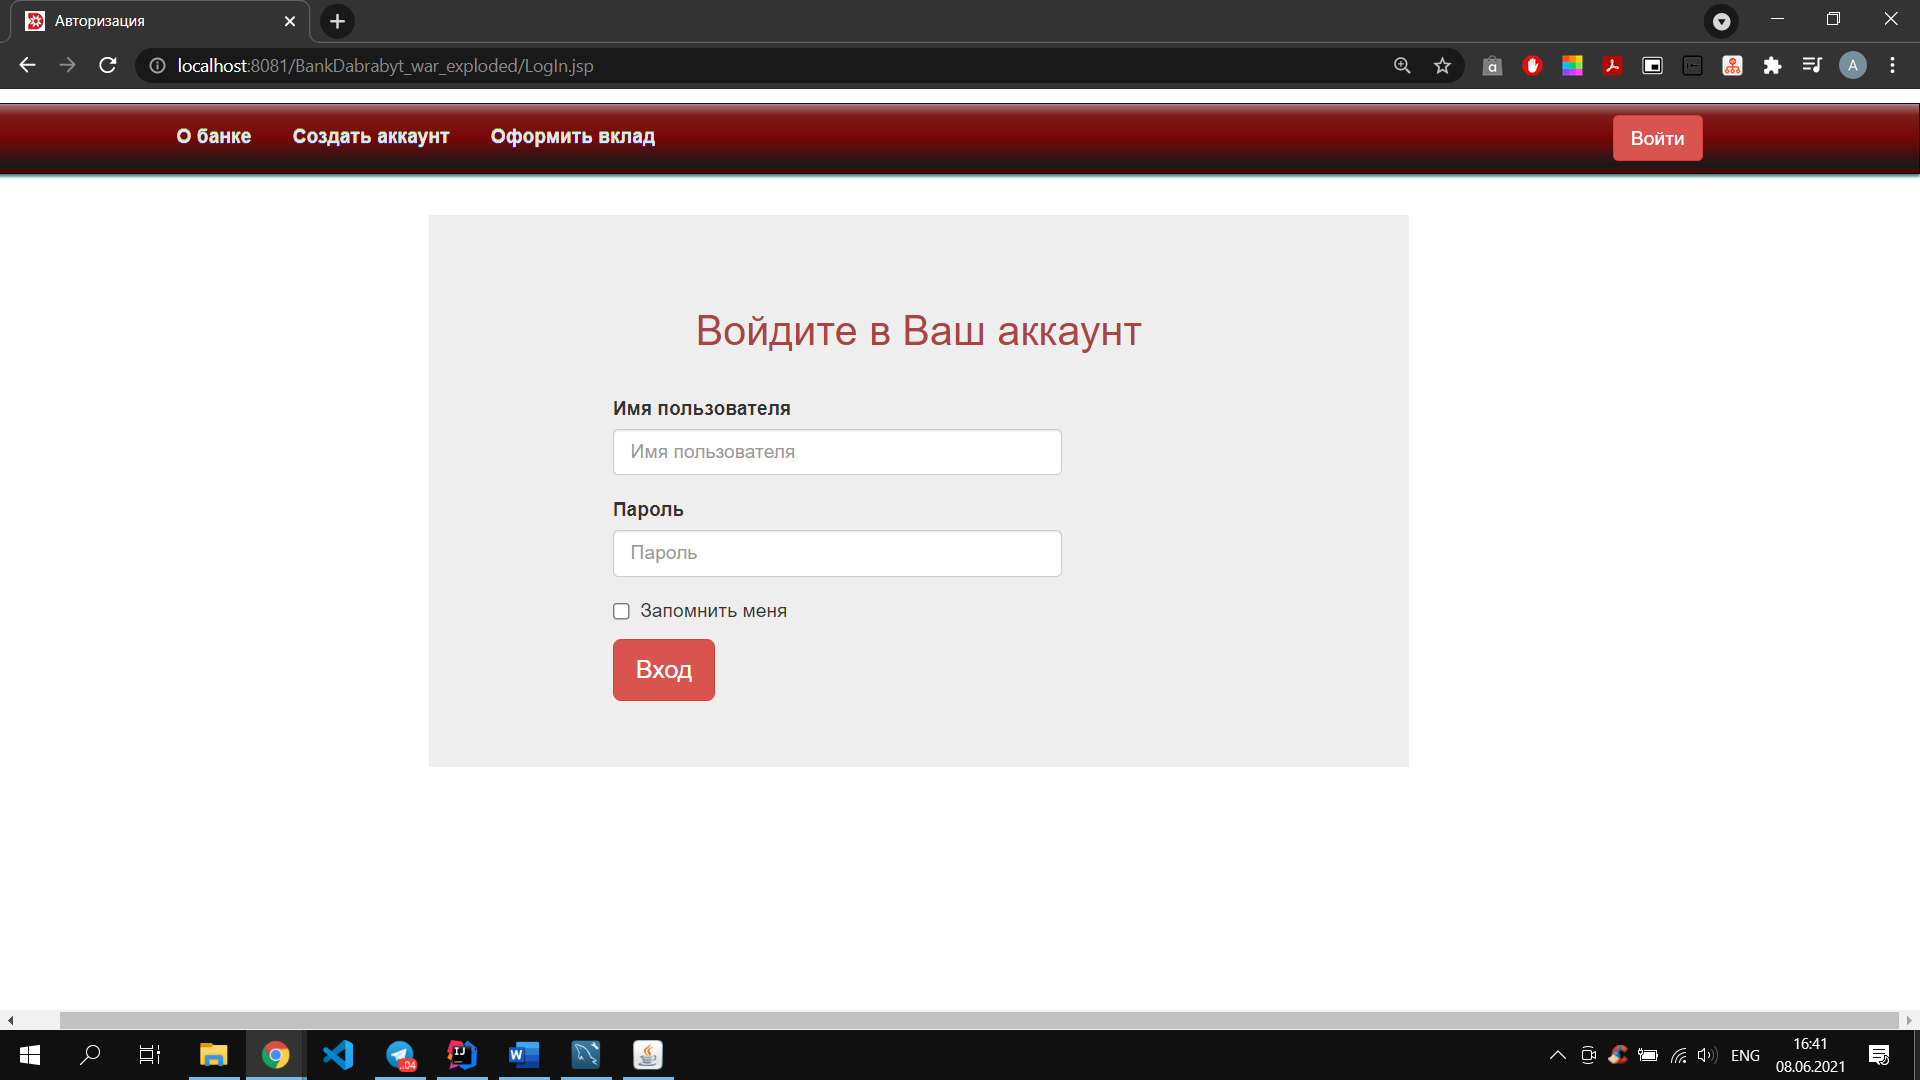 Авторизация
localhost:8081/BankDabrabyt_war_exploded/LogIn.jsp
A
О банке Создать аккаунт Оформить вклад Войти
Войдите в Ваш аккаунт
Имя пользователя
Имя пользователя
Пароль
Пароль
Запомнить меня
Вход
ENG
16:41
08.06.2021